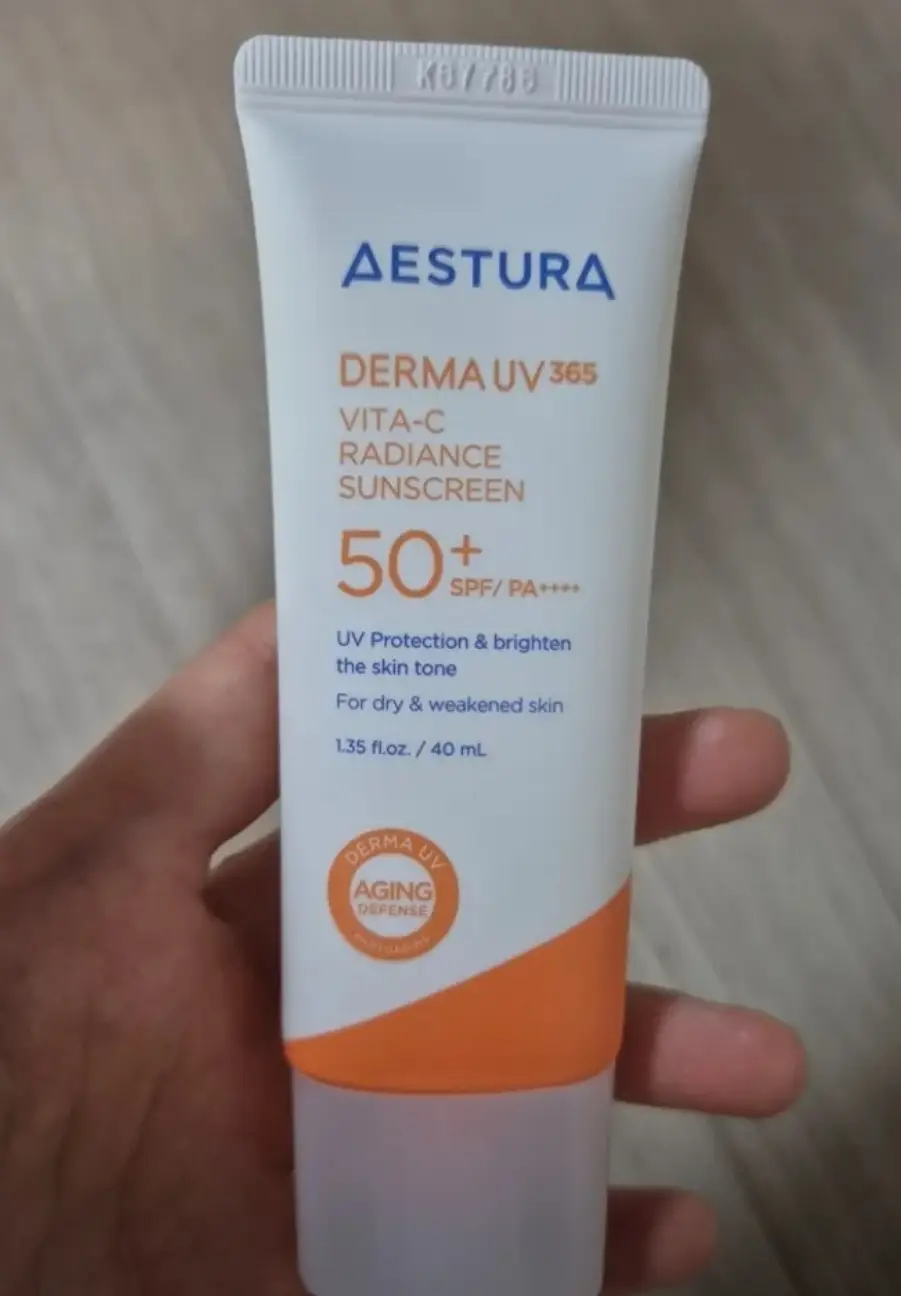 AESTURA
DERMA UV 365
VITA-C
RADIANCE
SUNSCREEN
50+
SPF/ PA++++
UV Protection & brighten
the skin tone
For dry & weakened skin
1.35 fl.oz. / 40 mL
DERMA UV
AGING
DEFENSE